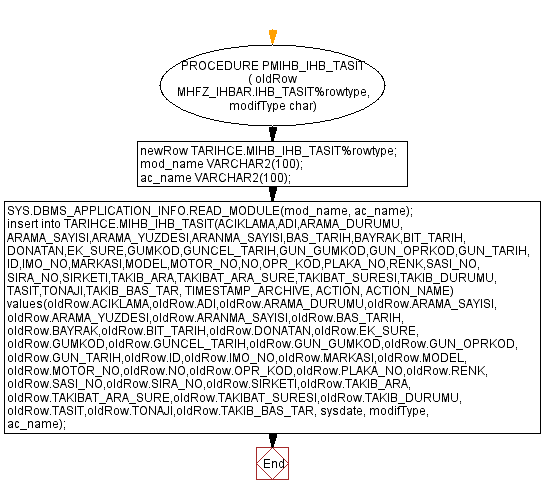 PROCEDURE PMIHB_IHB_TASIT
( oldRow
MHFZ_IHBAR.IHB_TASIT%rowtype,
modifType char)
newRow TARIHCE.MIHB_IHB_TASIT%rowtype;
mod_name VARCHAR2(100);
ac_name VARCHAR2(100);
SYS.DBMS_APPLICATION_INFO.READ_MODULE(mod_name, ac_name);
insert into TARIHCE.MIHB_IHB_TASIT(ACIKLAMA,ADI,ARAMA_DURUMU,
ARAMA_SAYISI,ARAMA_YUZDESI,ARANMA_SAYISI,BAS_TARIH,BAYRAK,BIT_TARIH,
DONATAN,EK_SURE,GUMKOD,GUNCEL_TARIH,GUN_GUMKOD,GUN_OPRKOD,GUN_TARIH,
ID,IMO_NO,MARKASI,MODEL,MOTOR_NO,NO,OPR_KOD,PLAKA_NO,RENK,SASI_NO,
SIRA_NO,SIRKETI,TAKIB_ARA,TAKIBAT_ARA_SURE,TAKIBAT_SURESI,TAKIB_DURUMU,
TASIT,TONAJI,TAKIB_BAS_TAR, TIMESTAMP_ARCHIVE, ACTION, ACTION_NAME)
values(oldRow.ACIKLAMA,oldRow.ADI,oldRow.ARAMA_DURUMU,oldRow.ARAMA_SAYISI,
oldRow.ARAMA_YUZDESI,oldRow.ARANMA_SAYISI,oldRow.BAS_TARIH,
oldRow.BAYRAK,oldRow.BIT_TARIH,oldRow.DONATAN,oldRow.EK_SURE,
oldRow.GUMKOD,oldRow.GUNCEL_TARIH,oldRow.GUN_GUMKOD,oldRow.GUN_OPRKOD,
oldRow.GUN_TARIH,oldRow.ID,oldRow.IMO_NO,oldRow.MARKASI,oldRow.MODEL,
oldRow.MOTOR_NO,oldRow.NO,oldRow.OPR_KOD,oldRow.PLAKA_NO,oldRow.RENK,
oldRow.SASI_NO,oldRow.SIRA_NO,oldRow.SIRKETI,oldRow.TAKIB_ARA,
oldRow.TAKIBAT_ARA_SURE,oldRow.TAKIBAT_SURESI,oldRow.TAKIB_DURUMU,
oldRow.TASIT,oldRow.TONAJI,oldRow.TAKIB_BAS_TAR, sysdate, modifType,
ac_name);
End